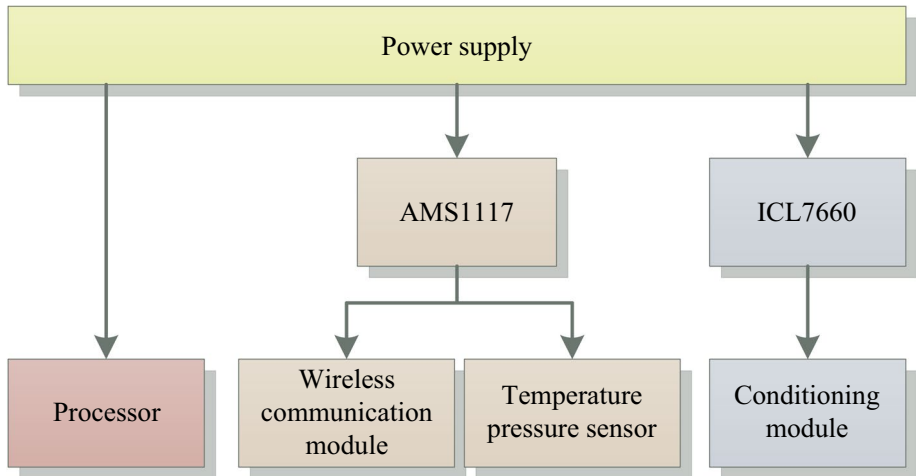 Power supply
AMS1117
ICL7660
Processor
Wireless
communication
module
Temperature
pressure sensor
Conditioning
module